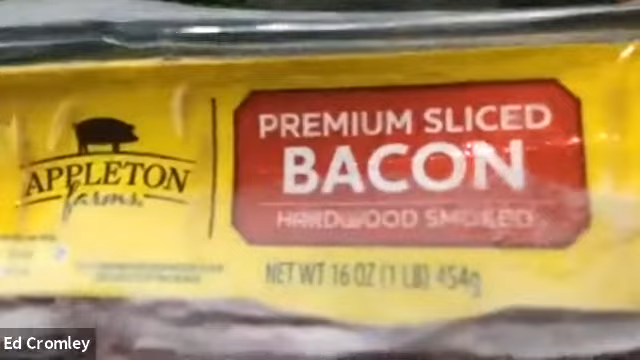 APPLETON
farms
PREMIUM SLICED
BACON
HARDWOOD SMOKED
NET WT 16 OZ (1 LB) 454g
Ed Cromley